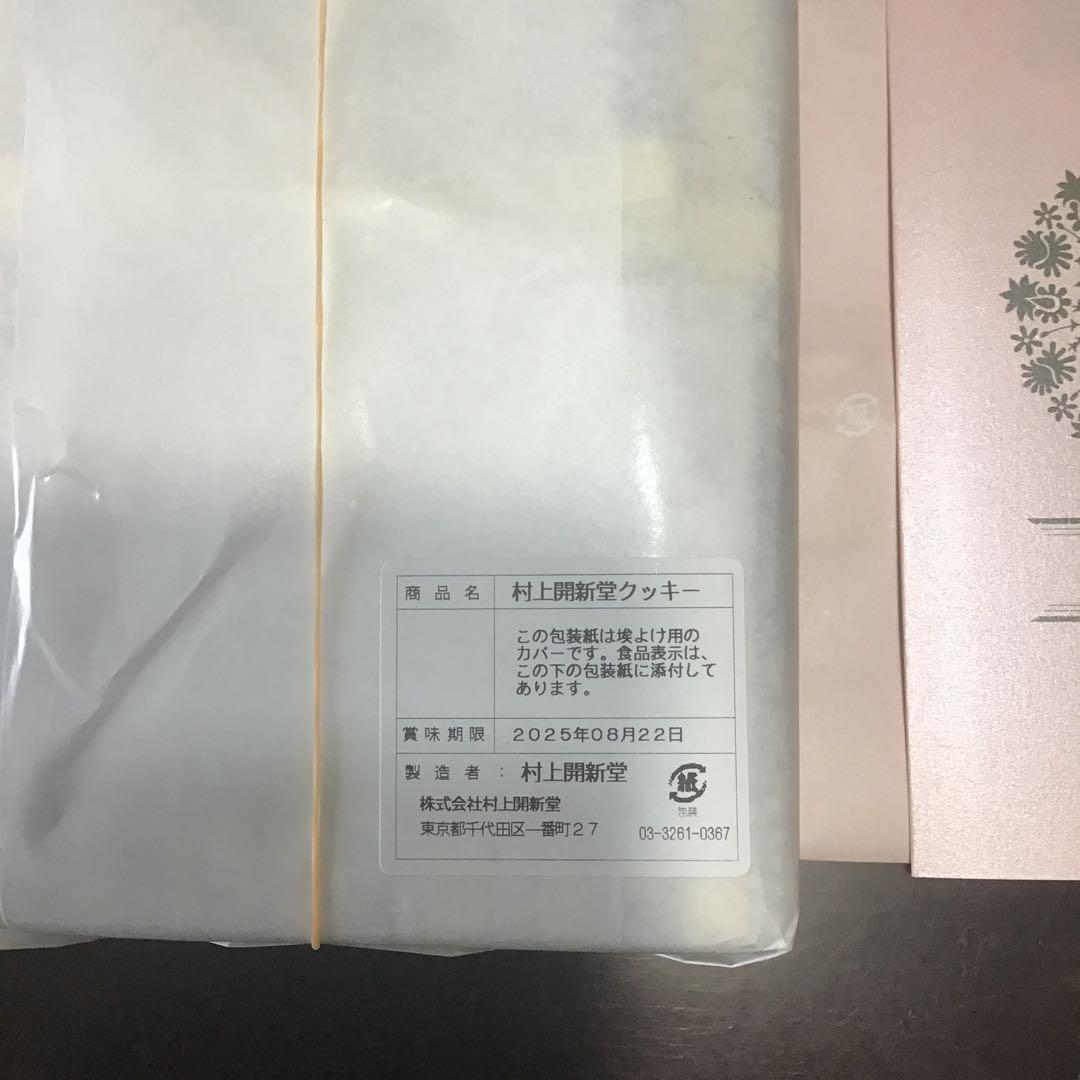 商品名 村上開新堂クッキー
この包装紙は埃よけ用の
カバーです。食品表示は、
この下の包装紙に添付して
あります。
賞味期限 2025年08月22日
製造者： 村上開新堂
紙
包装
株式会社村上開新堂
東京都千代田区一番町27 03-3261-0367
紙